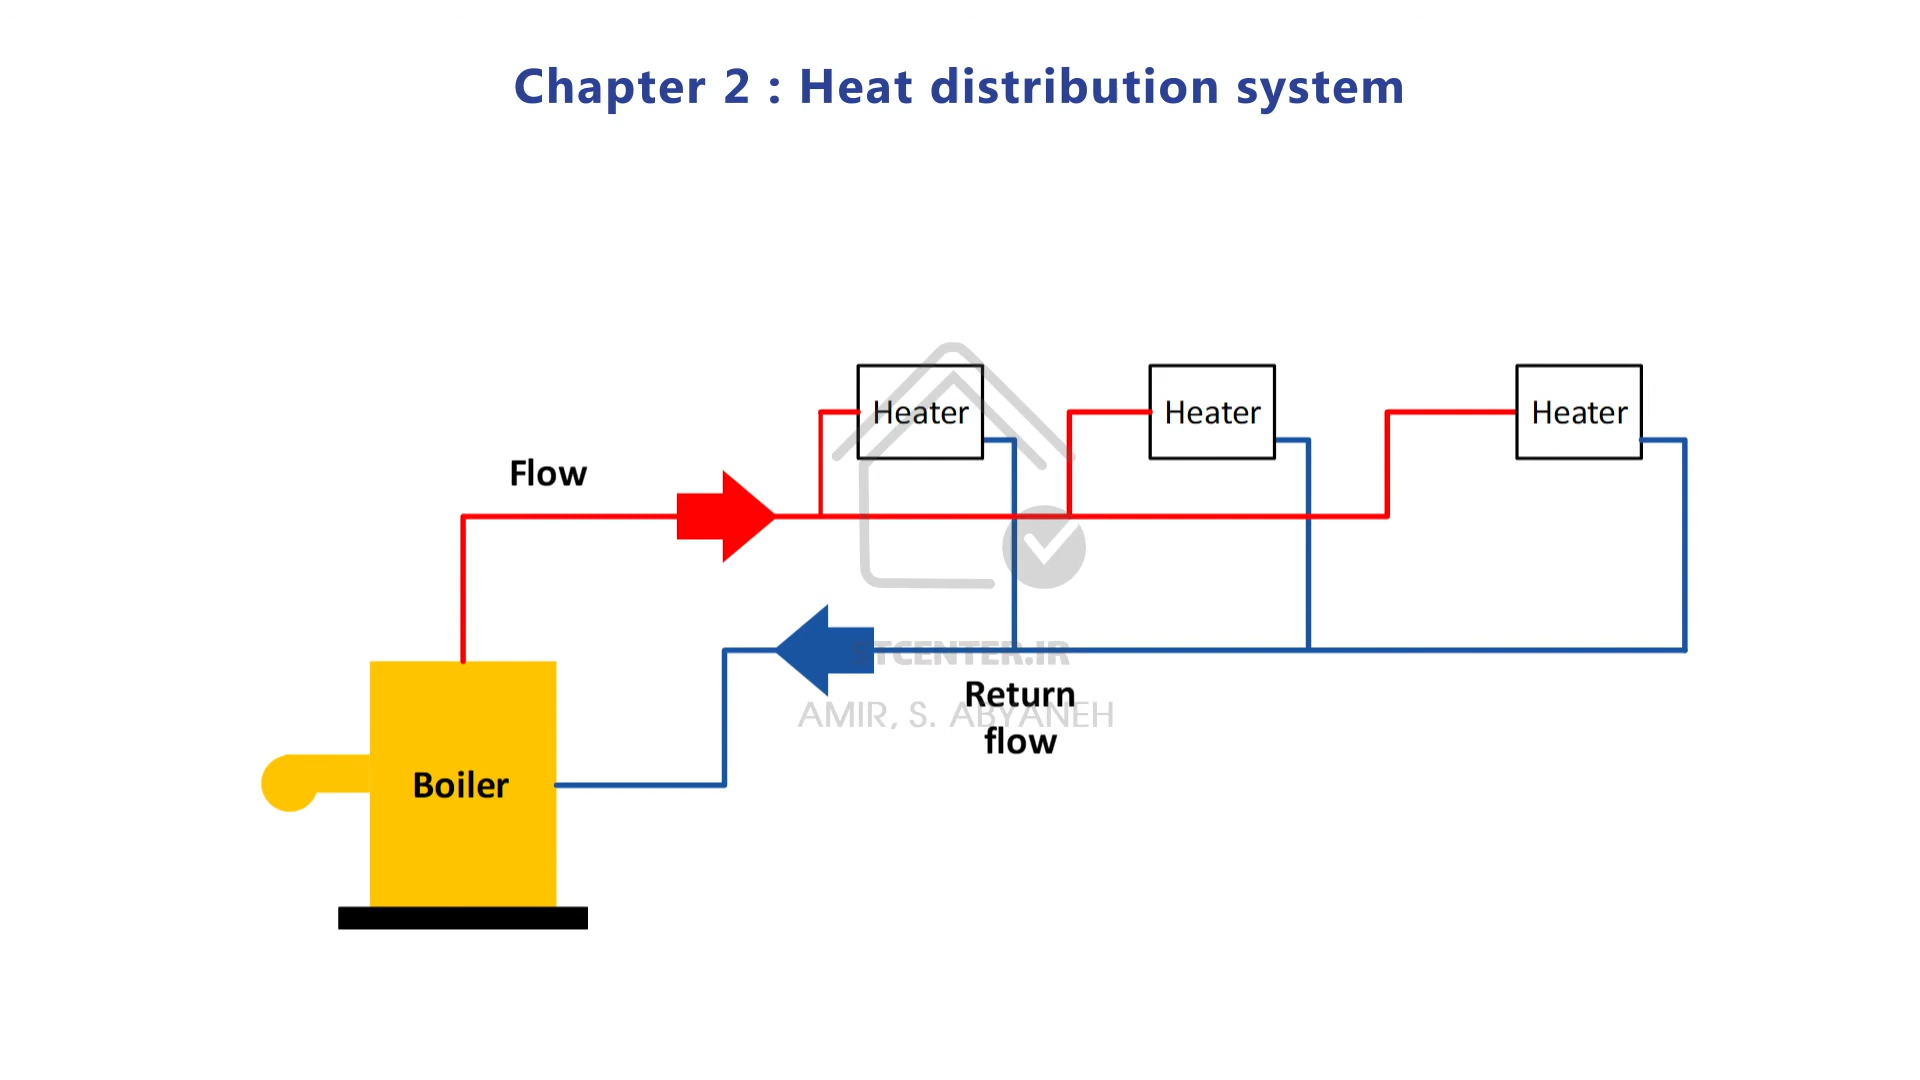 Chapter 2 : Heat distribution system
Heater
Heater
Heater
Flow
STCENTER.IR
Return
AMIR, S. ABYANEH
flow
Boiler